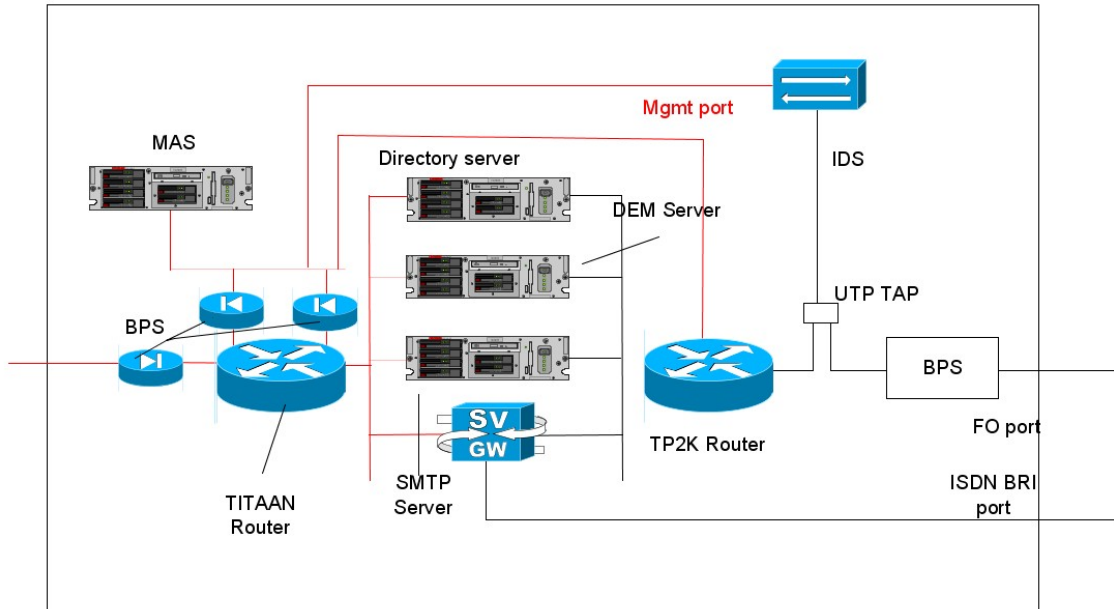 Mgmt port
MAS
Directory server
IDS
DEM Server
UTP TAP
BPS
BPS
SV
GW
TP2K Router
FO port
TITAAN
Router
SMTP
Server
ISDN BRI
port